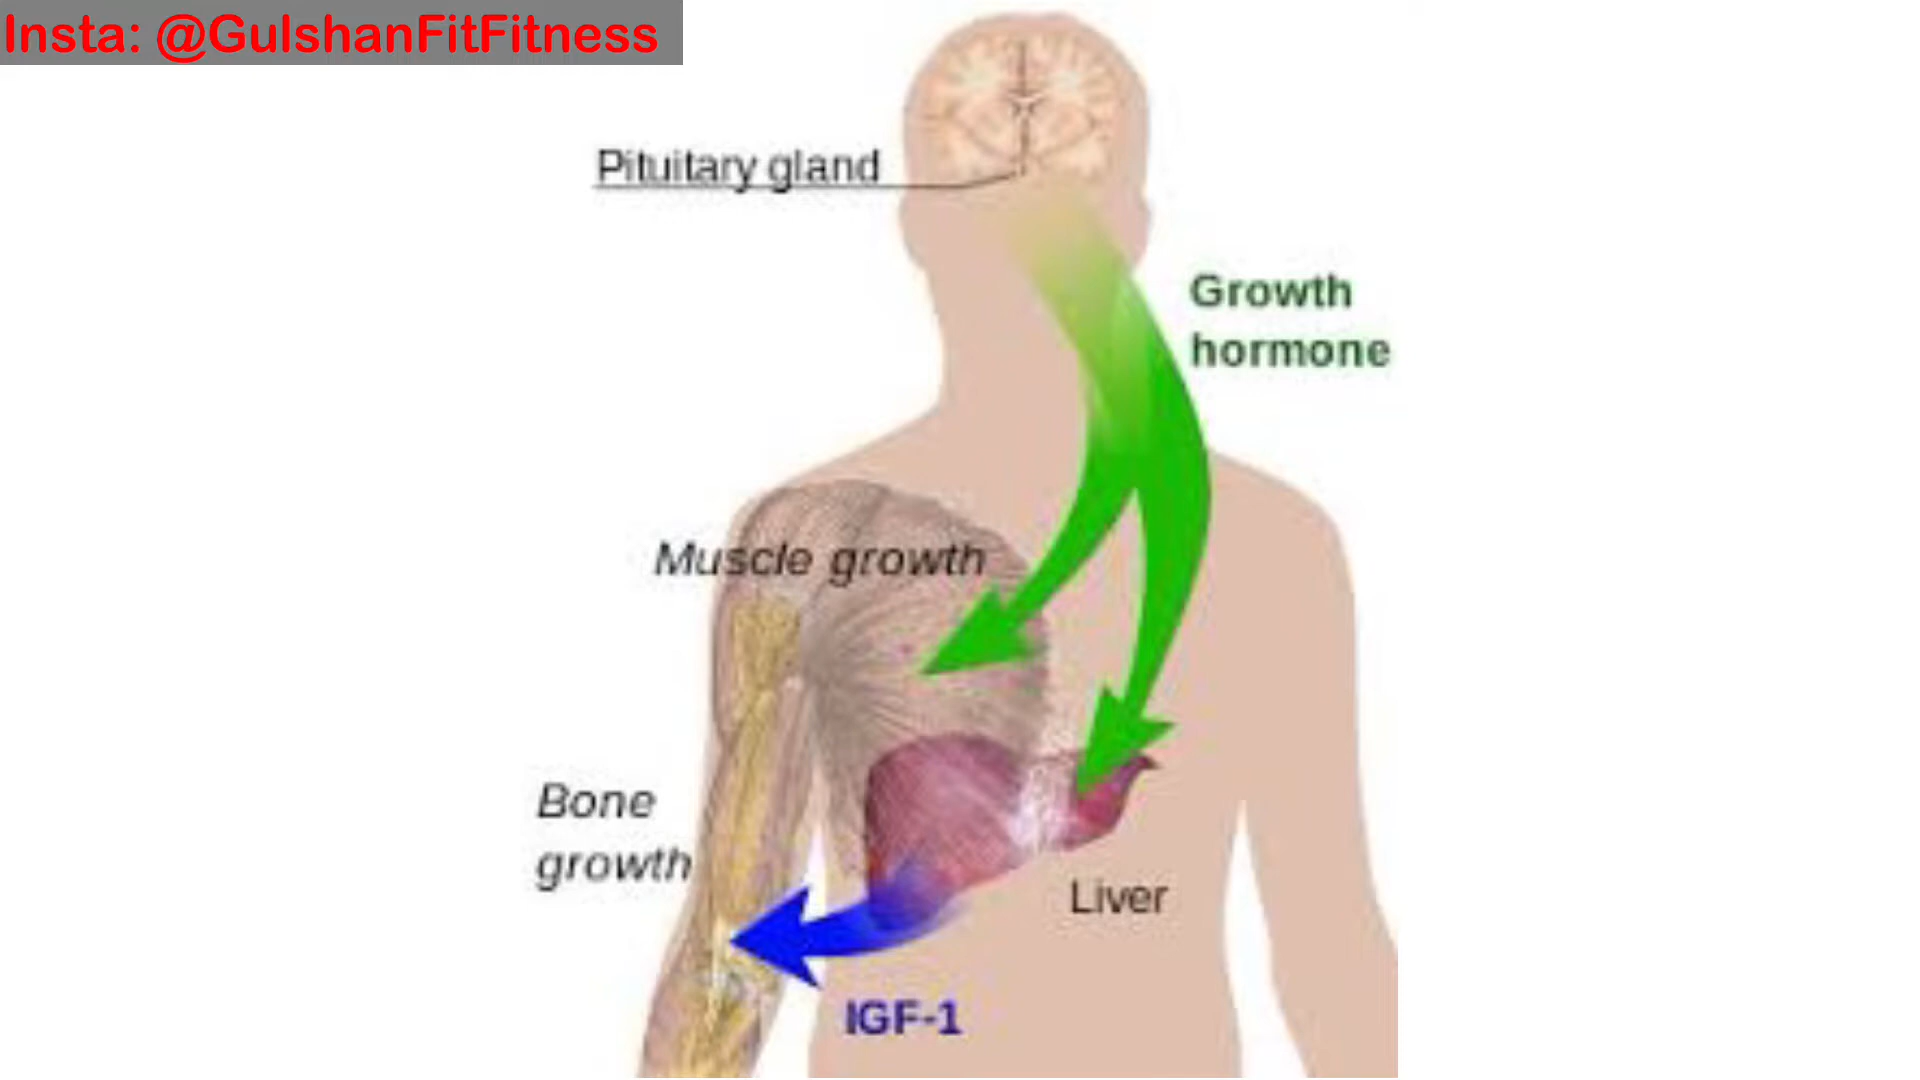 Insta: @GulshanFitFitness
Pituitary gland
Growth
hormone
Muscle growth
Bone
growth
Liver
IGF-1